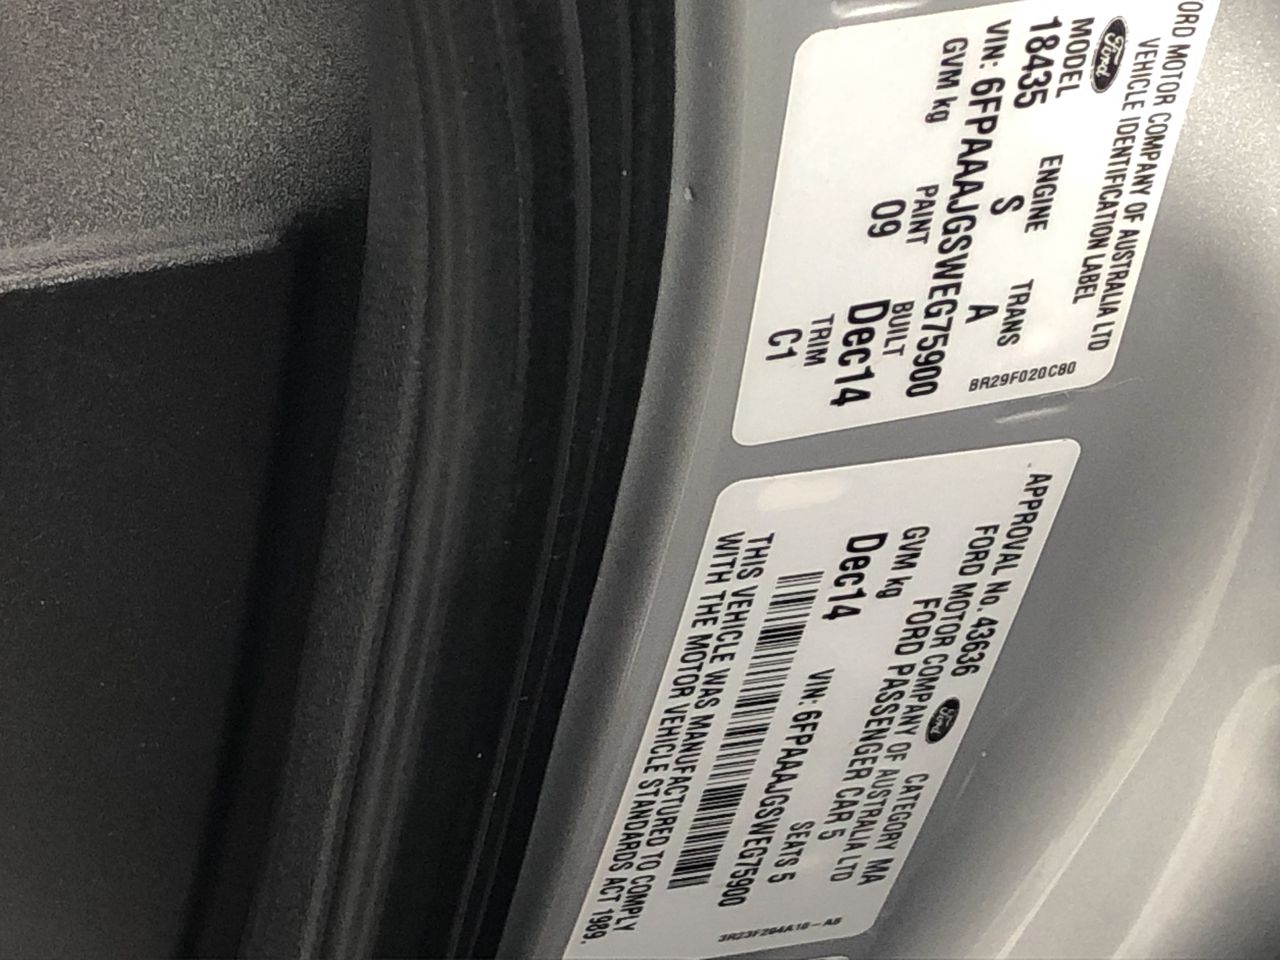 ORD MOTOR COMPANY OF AUSTRALIA LTD
VEHICLE IDENTIFICATION LABEL
Ford
MODEL ENGINE TRANS
18435 S A
VIN: 6FPAAAJGSWEG75900
GVM kg PAINT BUILT
09 Dec14
TRIM
C1
8R29F020C80
APPROVAL No. 43636 CATEGORY MA
Ford
FORD MOTOR COMPANY OF AUSTRALIA LTD
FORD PASSENGER CAR 5
GVM kg SEATS 5
Dec14 VIN: 6FPAAAJGSWEG75900
THIS VEHICLE WAS MANUFACTURED TO COMPLY
WITH THE MOTOR VEHICLE STANDARDS ACT 1989.
3R23F204A18-AB